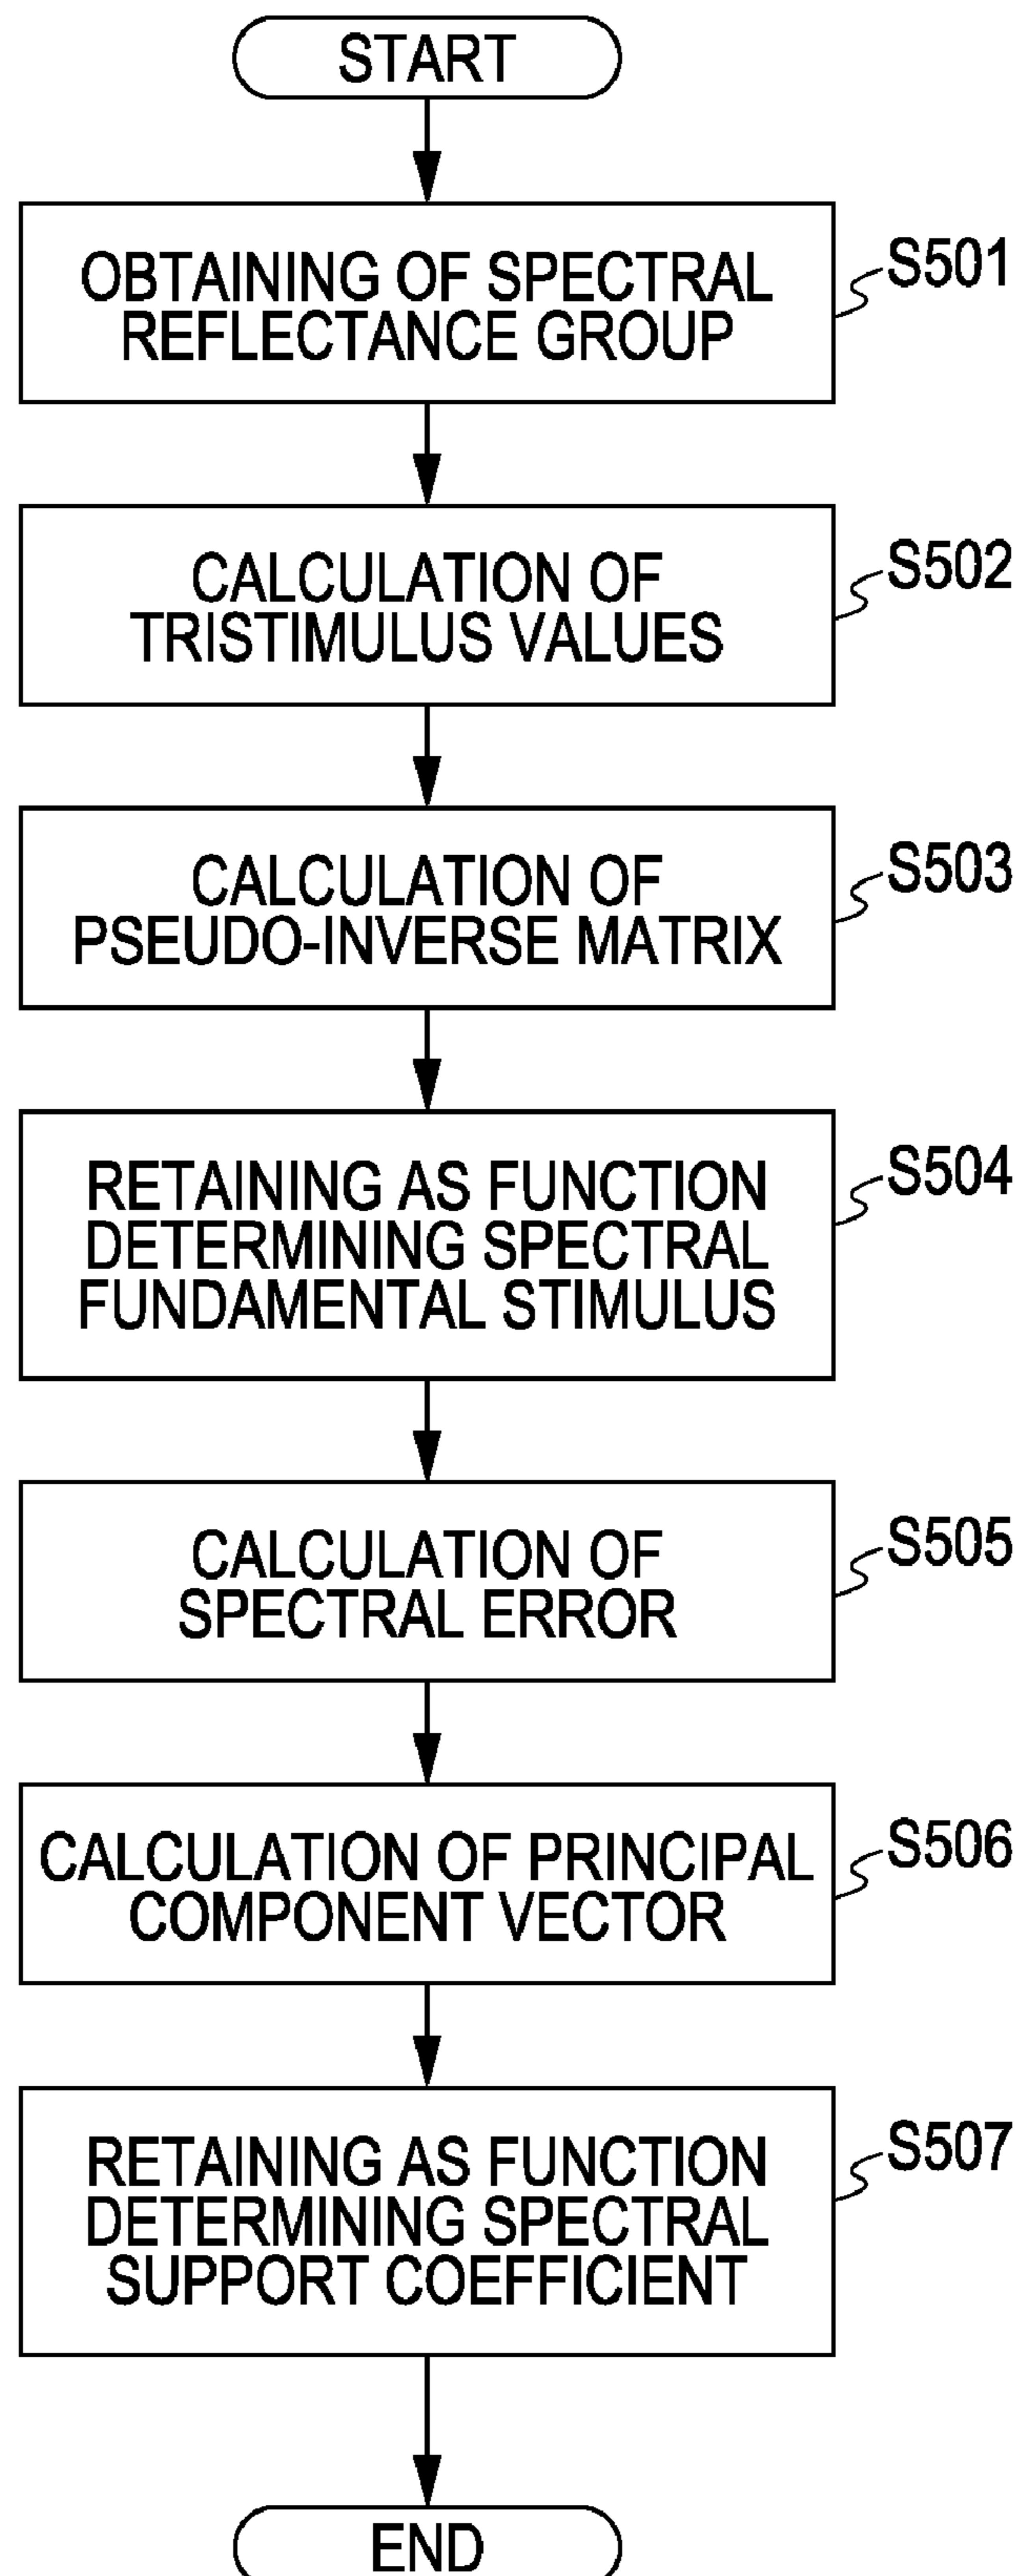 START
OBTAINING OF SPECTRAL
REFLECTANCE GROUP
S501
CALCULATION OF
TRISTIMULUS VALUES
S502
CALCULATION OF
PSEUDO-INVERSE MATRIX
S503
RETAINING AS FUNCTION
DETERMINING SPECTRAL
FUNDAMENTAL STIMULUS
S504
CALCULATION OF
SPECTRAL ERROR
S505
CALCULATION OF PRINCIPAL
COMPONENT VECTOR
S506
RETAINING AS FUNCTION
DETERMINING SPECTRAL
SUPPORT COEFFICIENT
S507
END